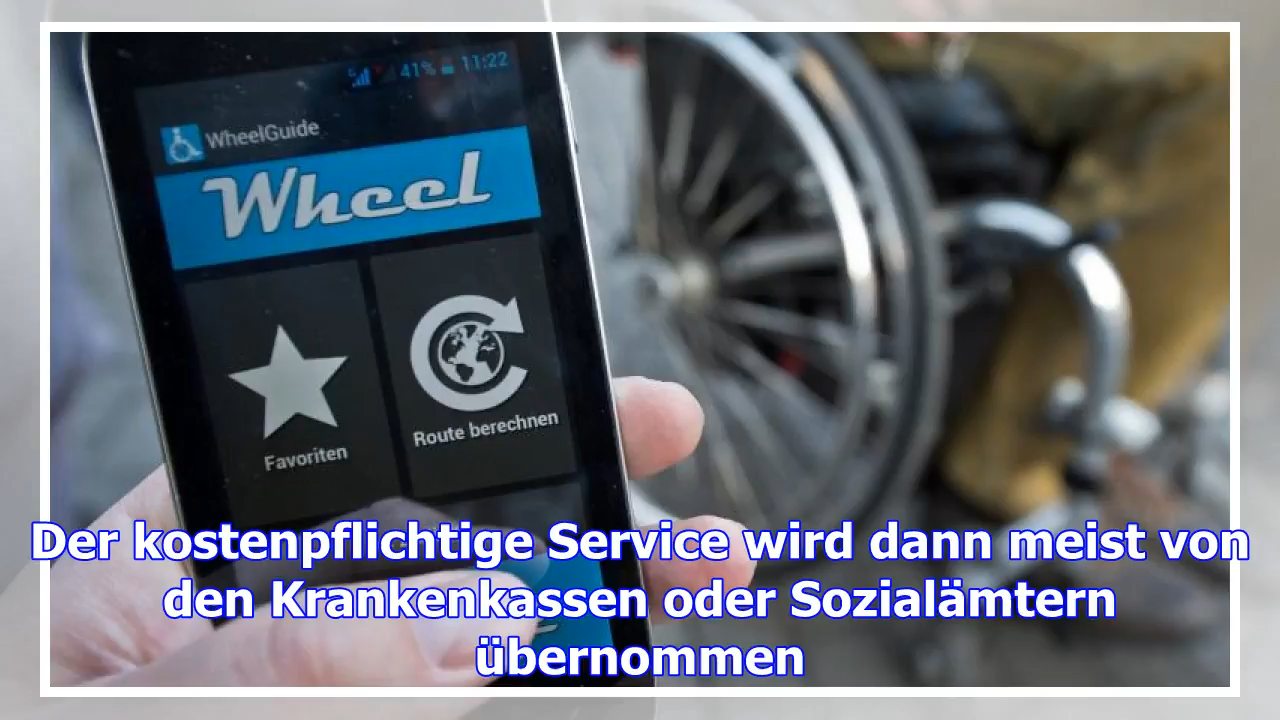 41% 11:22
WheelGuide
Wheel
Favoriten
Route berechnen
Der kostenpflichtige Service wird dann meist von
den Krankenkassen oder Sozialämtern
übernommen